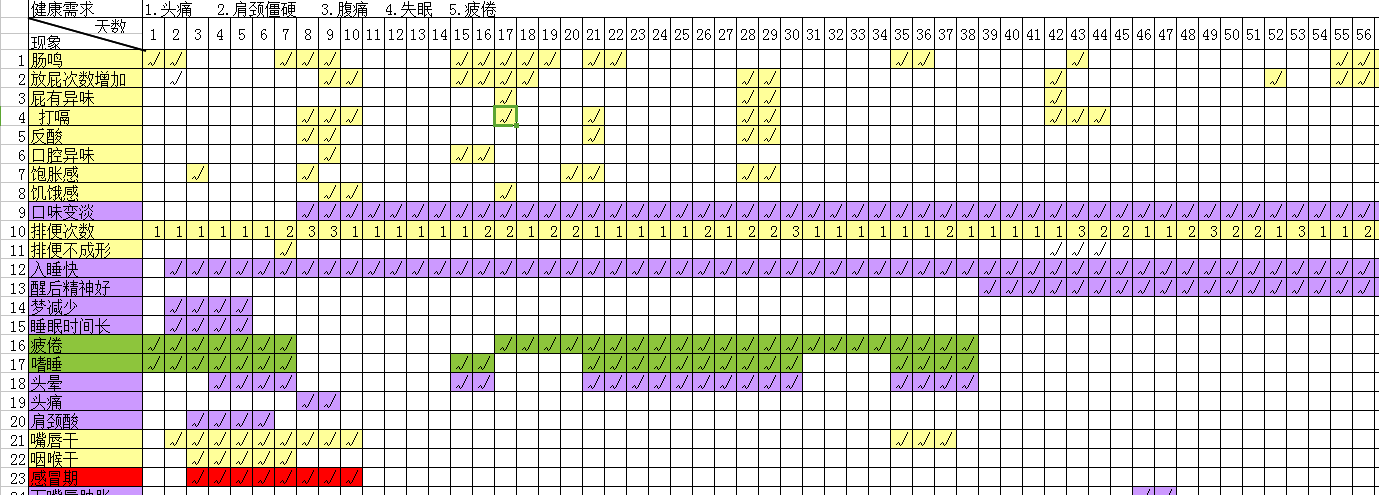 健康需求 1.头痛 2.肩颈僵硬 3.腹痛 4.失眠 5.疲倦
天数
现象 1 2 3 4 5 6 7 8 9 10 11 12 13 14 15 16 17 18 19 20 21 22 23 24 25 26 27 28 29 30 31 32 33 34 35 36 37 38 39 40 41 42 43 44 45 46 47 48 49 50 51 52 53 54 55 56
1 肠鸣 √ √ √ √ √ √ √ √ √ √ √ √ √ √ √ √ √
2 放屁次数增加 √ √ √ √ √ √ √ √ √ √ √ √ √
3 屁有异味 √ √ √ √
4 打嗝 √ √ √ √ √ √ √ √ √ √
5 反酸 √ √ √ √ √
6 口腔异味 √ √ √
7 饱胀感 √ √ √ √ √ √
8 饥饿感 √ √ √
9 口味变淡 √ √ √ √ √ √ √ √ √ √ √ √ √ √ √ √ √ √ √ √ √ √ √ √ √ √ √ √ √ √ √ √ √ √ √ √ √ √ √ √ √ √ √ √ √ √ √ √ √
10 排便次数 1 1 1 1 1 1 2 3 3 1 1 1 1 1 1 2 2 1 2 2 1 1 1 1 1 2 1 2 1 3 1 1 1 1 2 1 2 1 1 1 1 1 3 2 2 1 1 2 3 2 2 1 3 1 1 2
11 排便不成形 √ √ √ √
12 入睡快 √ √ √ √ √ √ √ √ √ √ √ √ √ √ √ √ √ √ √ √ √ √ √ √ √ √ √ √ √ √ √ √ √ √ √ √ √ √ √ √ √ √ √ √ √ √ √ √ √ √ √ √ √ √ √
13 醒后精神好 √ √ √ √ √ √ √ √ √ √ √ √ √ √ √ √ √ √
14 梦减少 √ √ √ √
15 睡眠时间长 √ √ √ √
16 疲倦 √ √ √ √ √ √ √ √ √ √ √ √ √ √ √ √ √ √ √ √ √ √ √ √ √ √ √ √ √
17 嗜睡 √ √ √ √ √ √ √ √ √ √ √ √ √ √ √ √ √ √ √ √ √ √ √
18 头晕 √ √ √ √ √ √ √ √ √ √ √ √ √ √ √ √ √ √ √ √
19 头痛 √ √
20 肩颈酸 √ √ √ √
21 嘴唇干 √ √ √ √ √ √ √ √ √ √ √ √
22 咽喉干 √ √ √ √ √
23 感冒期 √ √ √ √ √ √ √ √